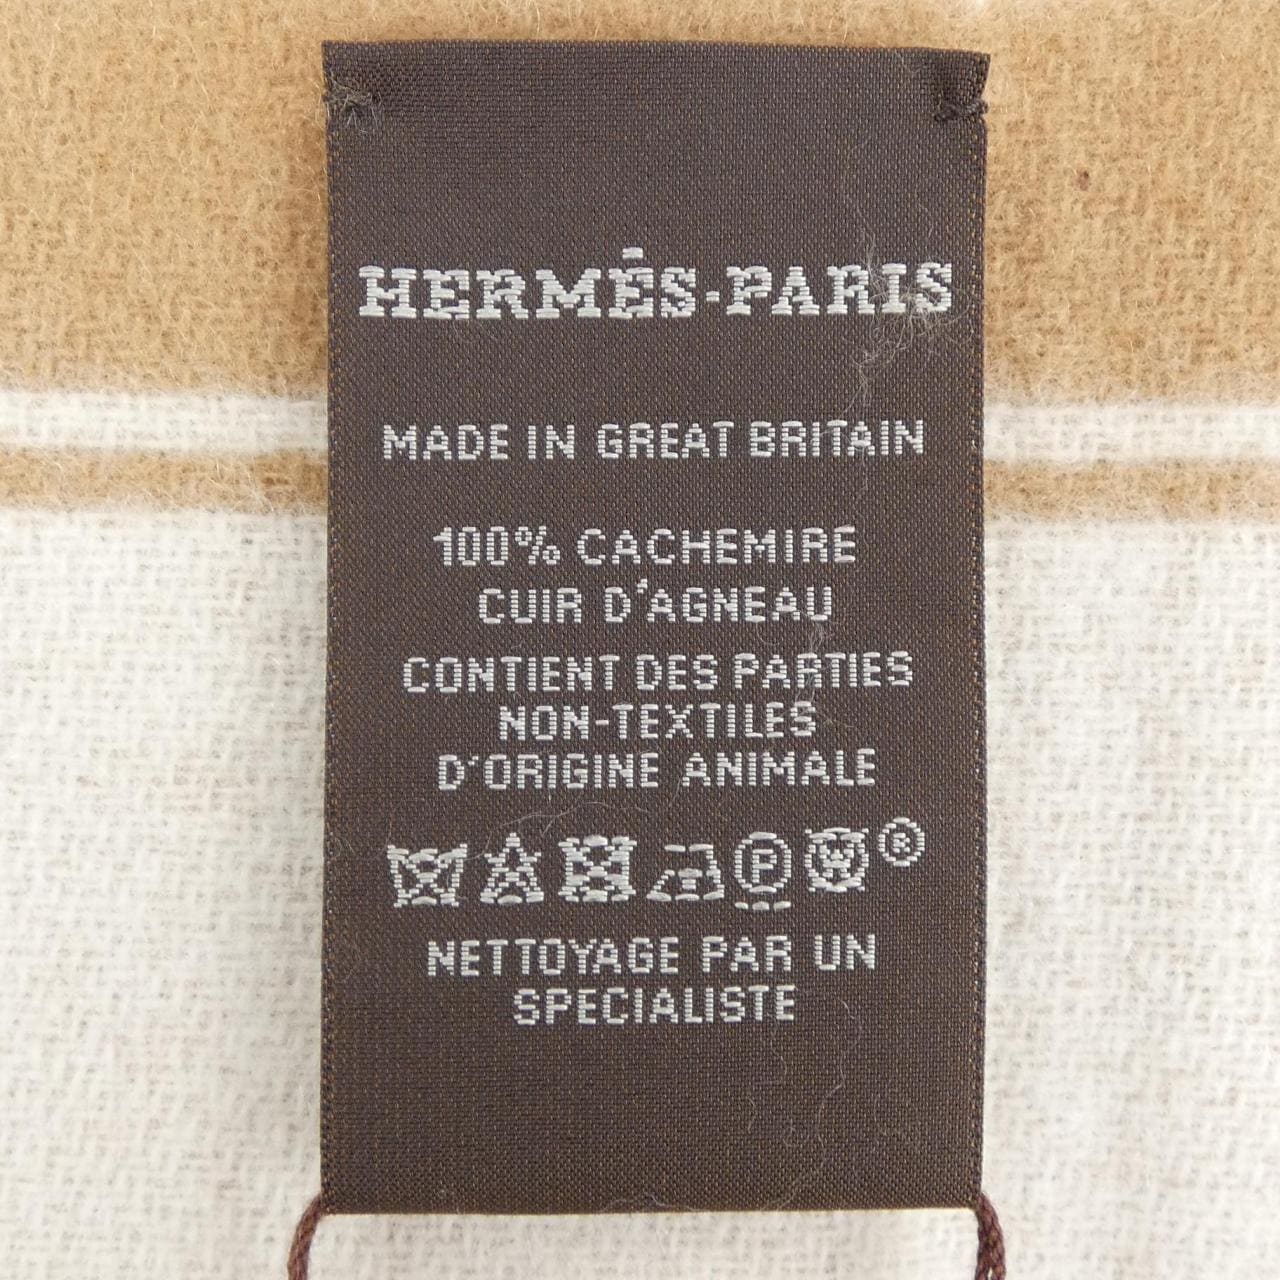 HERMÈS-PARIS
MADE IN GREAT BRITAIN
100% CACHEMIRE
CUIR D'AGNEAU
CONTIENT DES PARTIES
NON-TEXTILES
D'ORIGINE ANIMALE
P W ®
NETTOYAGE PAR UN
SPECIALISTE